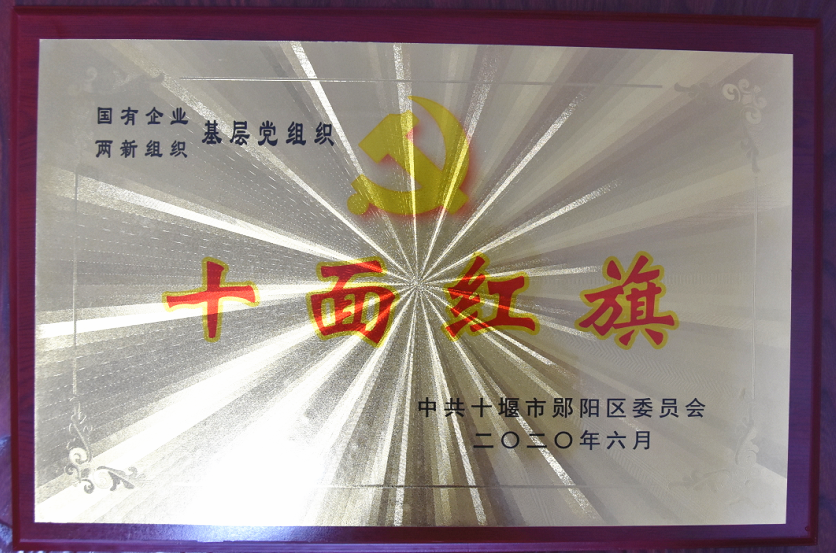 国有企业
两新组织
基层党组织
十面红旗
中共十堰市郧阳区委员会
二〇二〇年六月